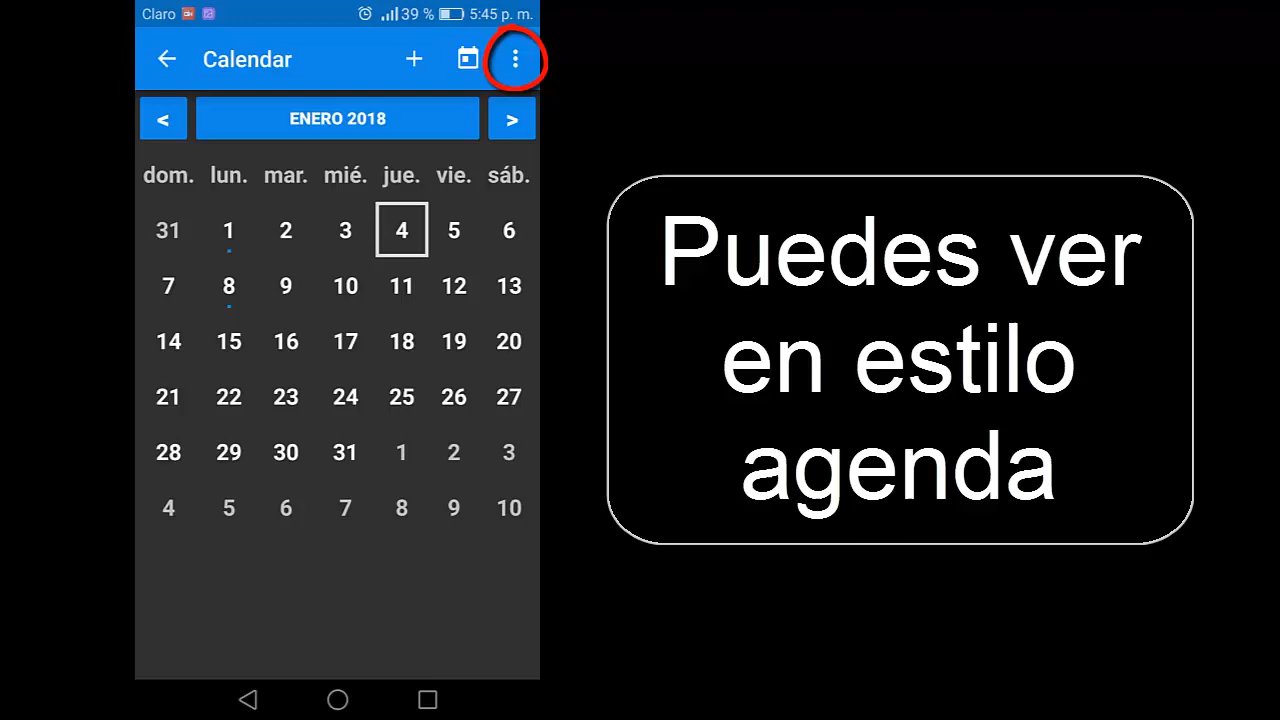 Claro 39 % 5:45 p. m.
Calendar
< ENERO 2018 >
dom. lun. mar. mié. jue. vie. sáb.
31 1 2 3 4 5 6
7 8 9 10 11 12 13
14 15 16 17 18 19 20
21 22 23 24 25 26 27
28 29 30 31 1 2 3
4 5 6 7 8 9 10
Puedes ver
en estilo
agenda